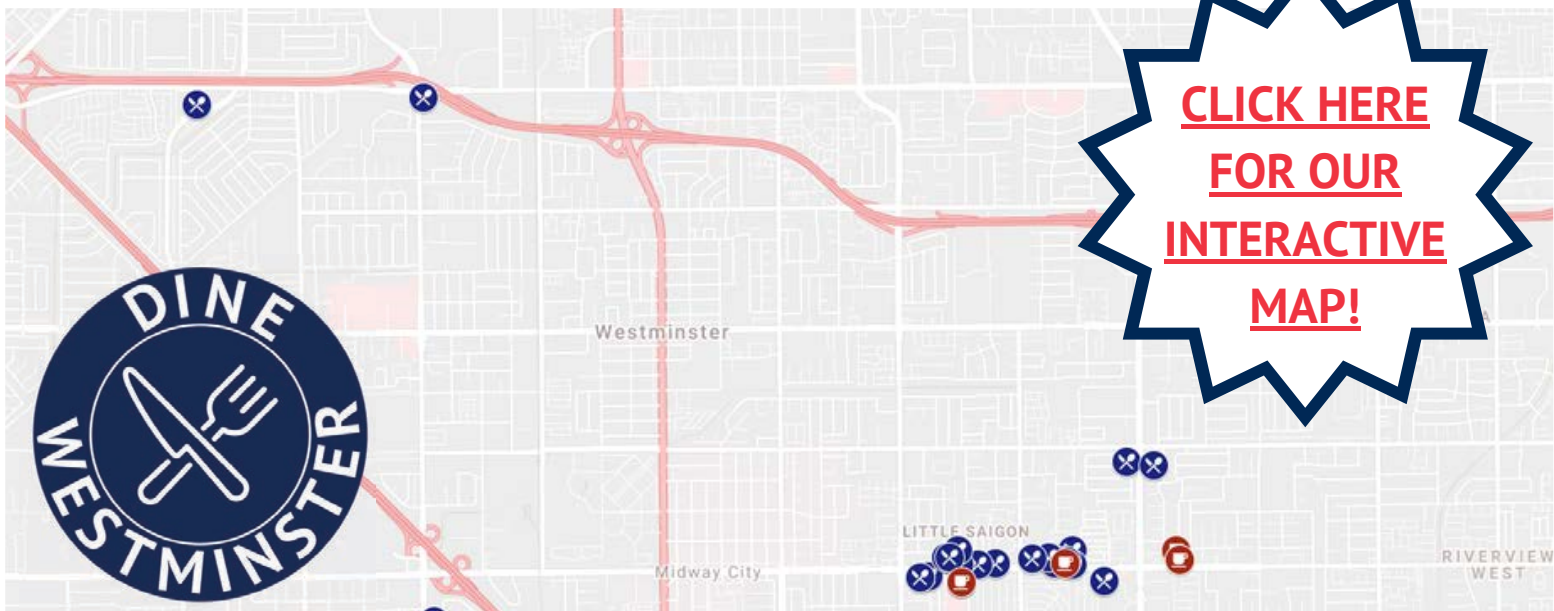 CLICK HERE
FOR OUR
INTERACTIVE
MAP!
DINE
WESTMINSTER
Westminster
LITTLE SAIGON
Midway City
RIVERVIEW
WEST